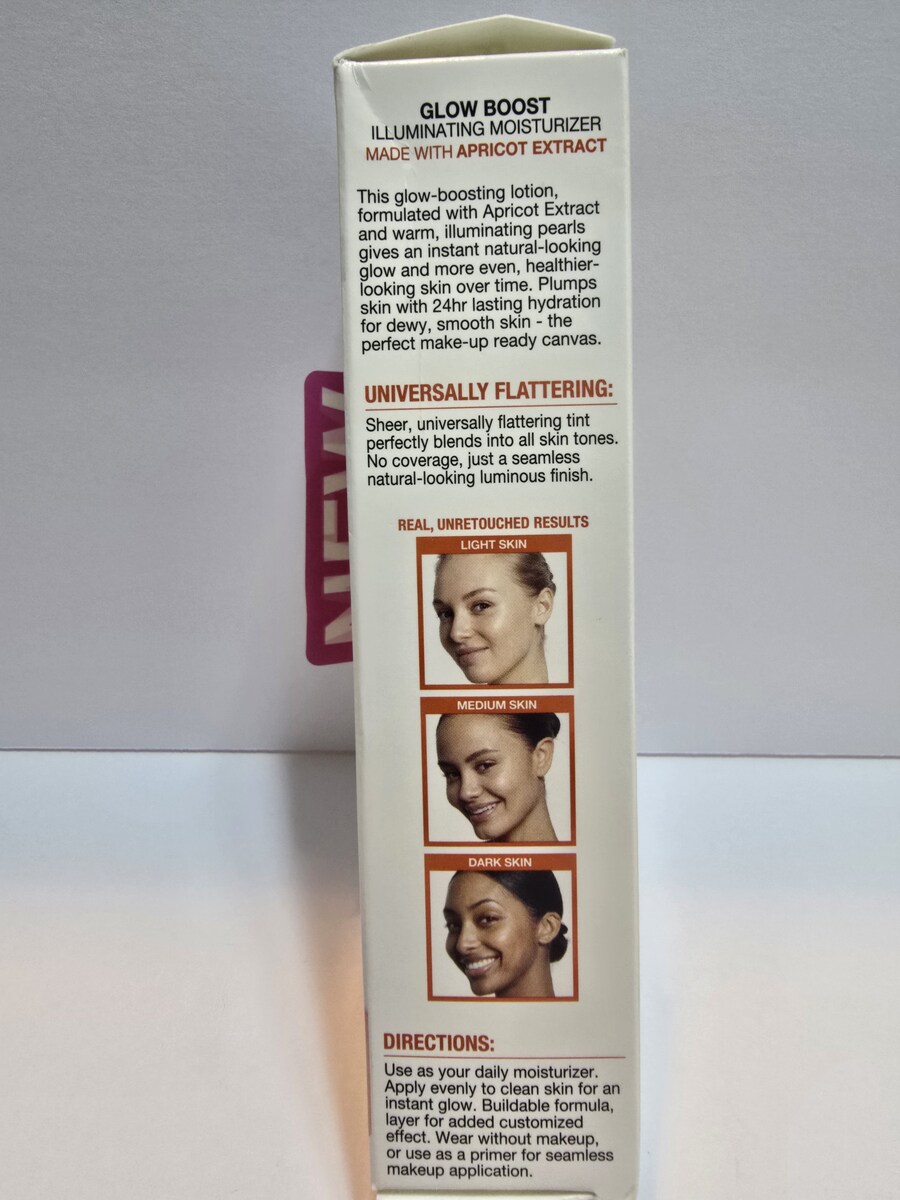 GLOW BOOST
ILLUMINATING MOISTURIZER
MADE WITH APRICOT EXTRACT
This glow-boosting lotion,
formulated with Apricot Extract
and warm, illuminating pearls
gives an instant natural-looking
glow and more even, healthier-
looking skin over time. Plumps
skin with 24hr lasting hydration
for dewy, smooth skin - the
perfect make-up ready canvas.
UNIVERSALLY FLATTERING:
Sheer, universally flattering tint
perfectly blends into all skin tones.
No coverage, just a seamless
natural-looking luminous finish.
REAL, UNRETOUCHED RESULTS
LIGHT SKIN
MEDIUM SKIN
DARK SKIN
DIRECTIONS:
Use as your daily moisturizer.
Apply evenly to clean skin for an
instant glow. Buildable formula,
layer for added customized
effect. Wear without makeup,
or use as a primer for seamless
makeup application.
NEW